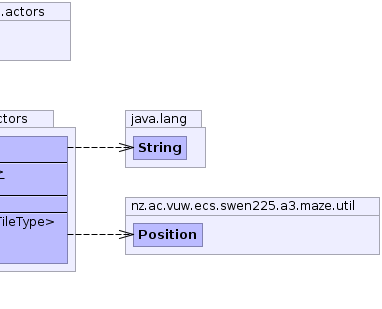 .actors
ctors
java.lang
String
TileType>
nz.ac.vuw.ecs.swen225.a3.maze.util
Position